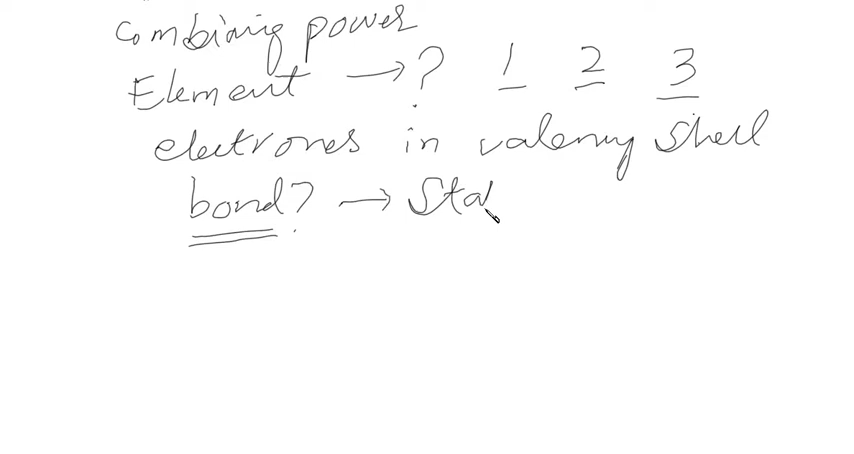 Combining power
Element → ? 1 2 3
electrones in valency shell
bond? → Sta